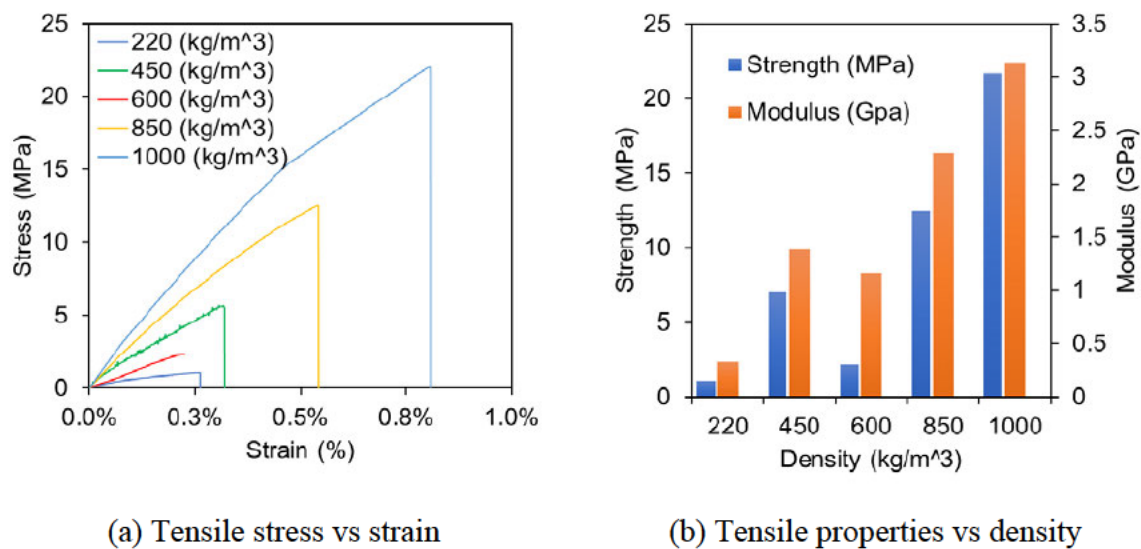 25
20
15
10
5
0
Stress (MPa)
220 (kg/m^3)
450 (kg/m^3)
600 (kg/m^3)
850 (kg/m^3)
1000 (kg/m^3)
0.0% 0.3% 0.5% 0.8% 1.0%
Strain (%)
(a) Tensile stress vs strain
25
20
15
10
5
0
Strength (MPa)
Strength (MPa)
Modulus (Gpa)
3.5
3
2.5
2
1.5
1
0.5
0
Modulus (GPa)
220 450 600 850 1000
Density (kg/m^3)
(b) Tensile properties vs density